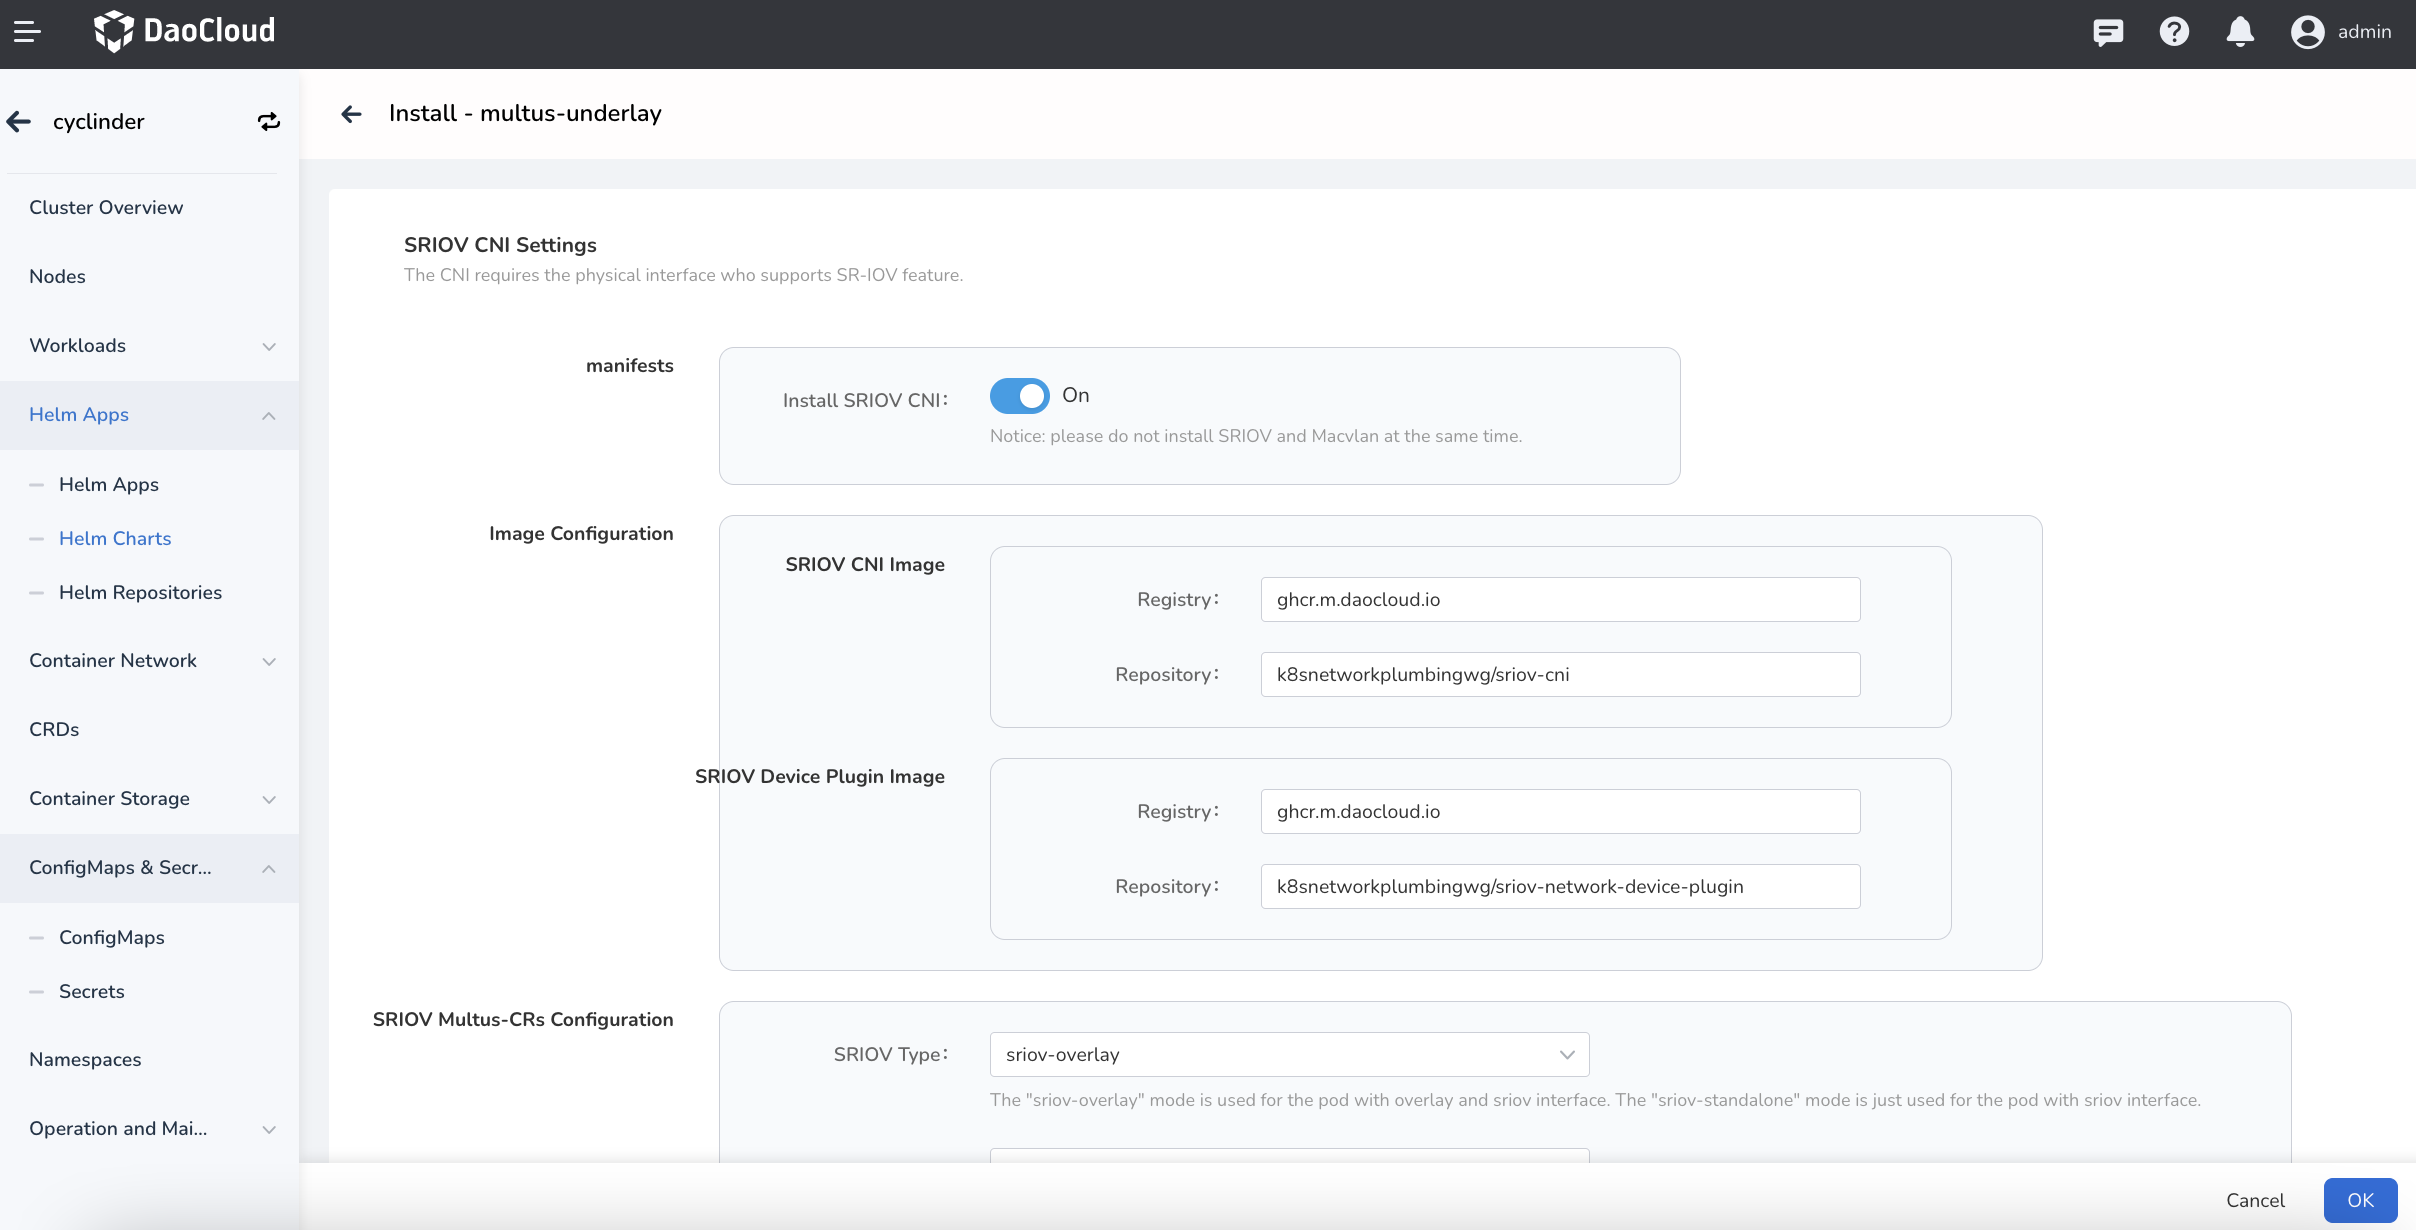 DaoCloud
admin
cyclinder
Cluster Overview
Nodes
Workloads
Helm Apps
Helm Apps
Helm Charts
Helm Repositories
Container Network
CRDs
Container Storage
ConfigMaps & Secr...
ConfigMaps
Secrets
Namespaces
Operation and Mai...
Install - multus-underlay
SRIOV CNI Settings
The CNI requires the physical interface who supports SR-IOV feature.
manifests
Install SRIOV CNI: On
Notice: please do not install SRIOV and Macvlan at the same time.
Image Configuration
SRIOV CNI Image
Registry: ghcr.m.daocloud.io
Repository: k8snetworkplumbingwg/sriov-cni
SRIOV Device Plugin Image
Registry: ghcr.m.daocloud.io
Repository: k8snetworkplumbingwg/sriov-network-device-plugin
SRIOV Multus-CRs Configuration
SRIOV Type: sriov-overlay
The "sriov-overlay" mode is used for the pod with overlay and sriov interface. The "sriov-standalone" mode is just used for the pod with sriov interface.
Cancel
OK